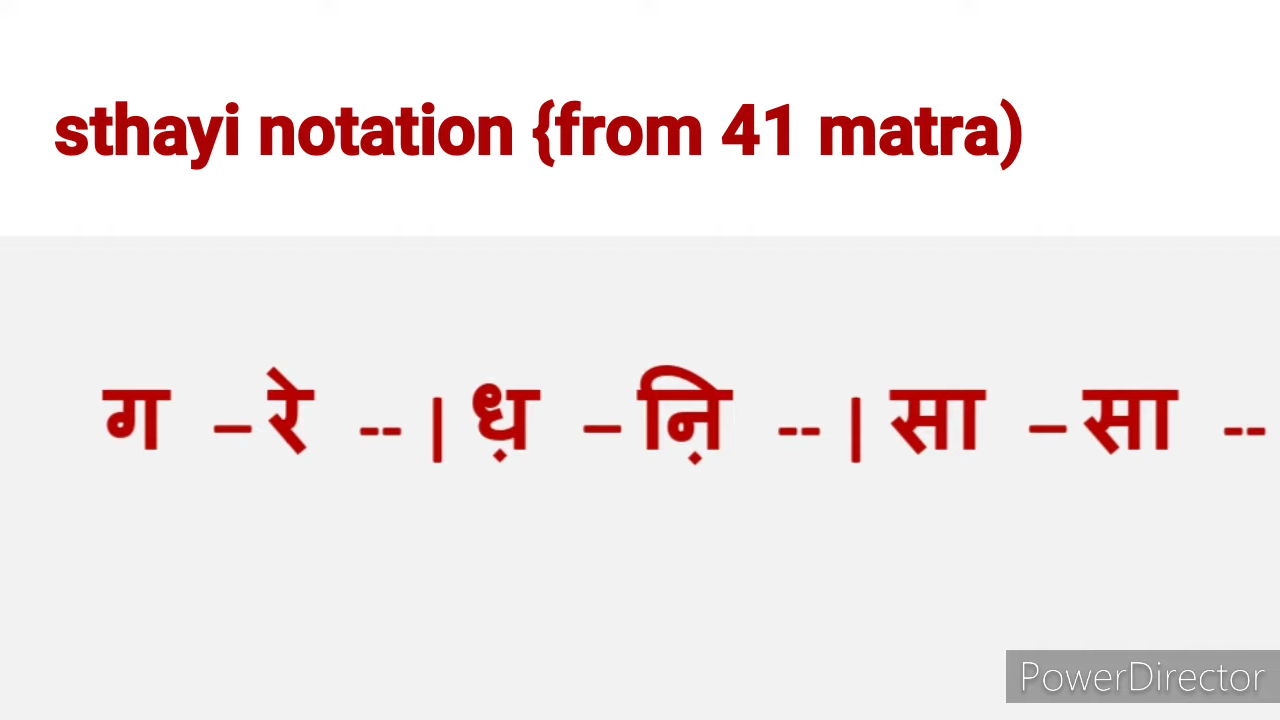 sthayi notation {from 41 matra)
ग – रे -- | ध़ – ऩि -- | सा – सा --
PowerDirector